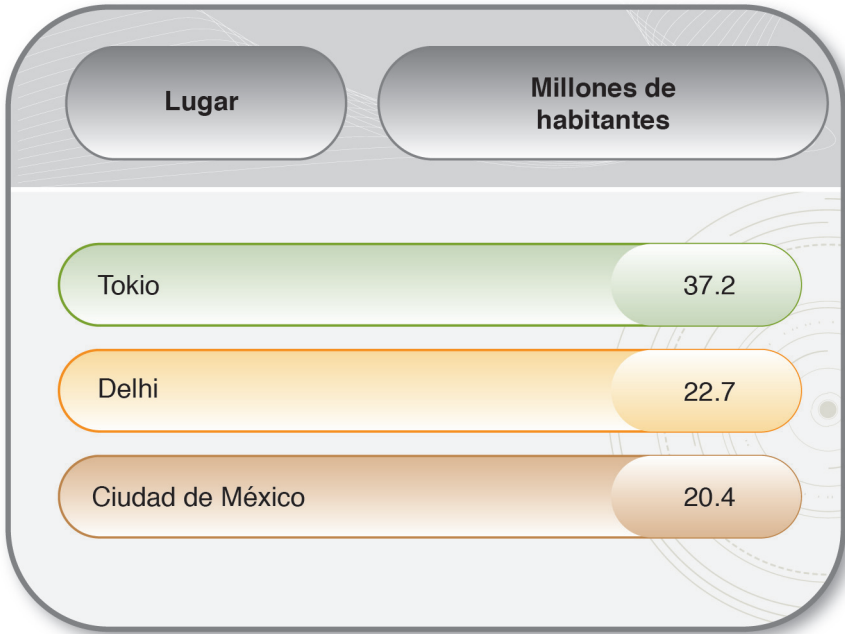 Lugar
Millones de
habitantes
Tokio 37.2
Delhi 22.7
Ciudad de México 20.4